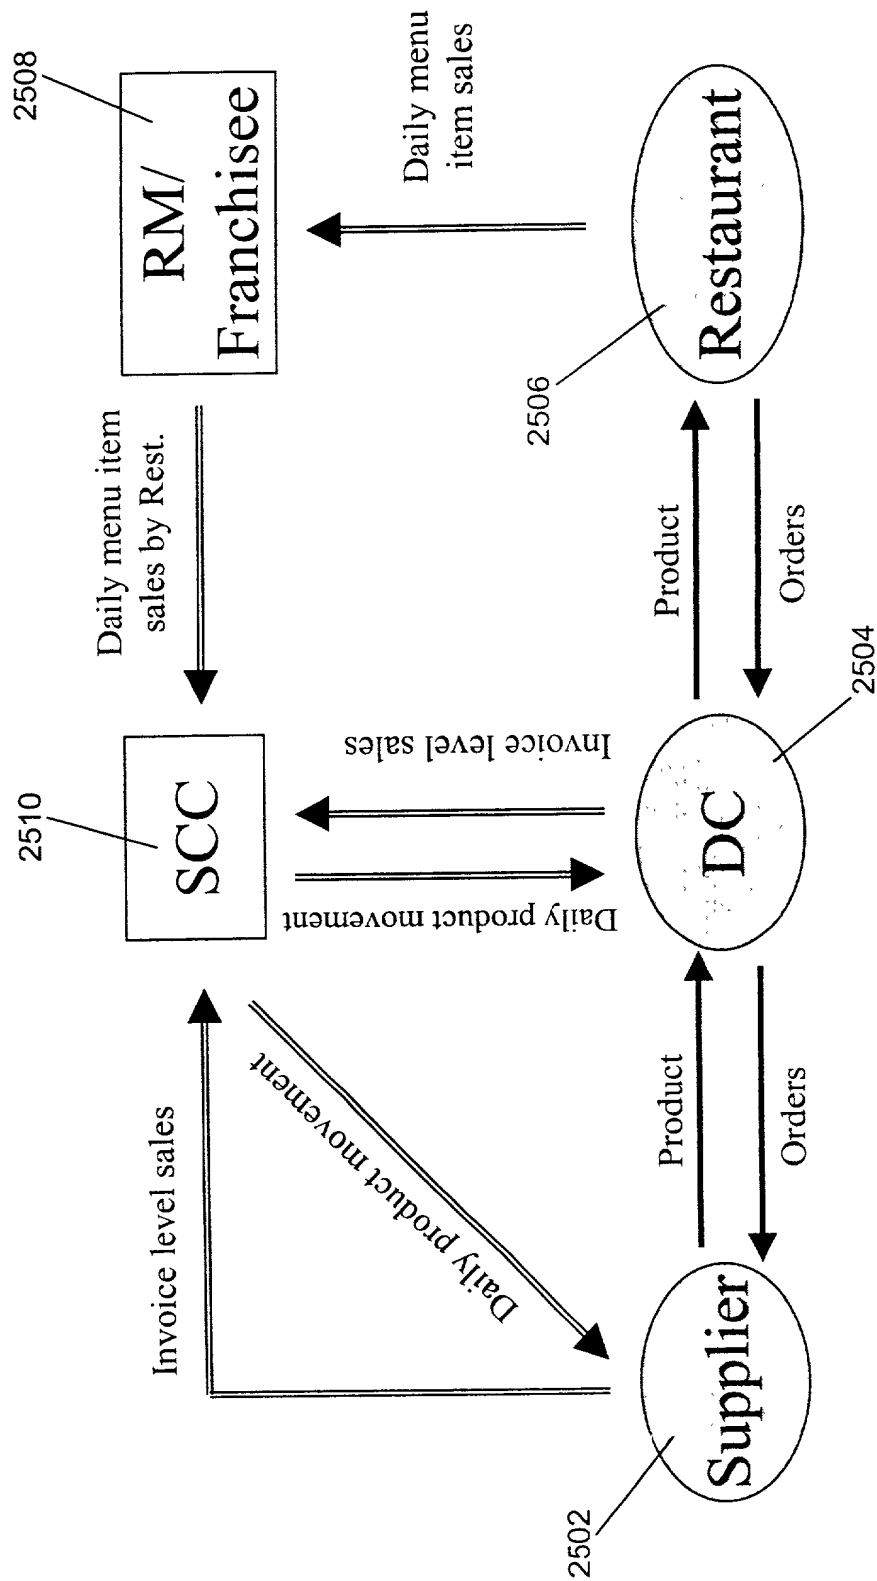 2510
2508
SCC
RM/
Franchisee
Daily menu item
sales by Rest.
Invoice level sales
Daily product
movement
Daily product movement
Invoice level sales
Daily menu
item sales
2506
Product
Orders
Product
Orders
Supplier
DC
Restaurant
2502
2504